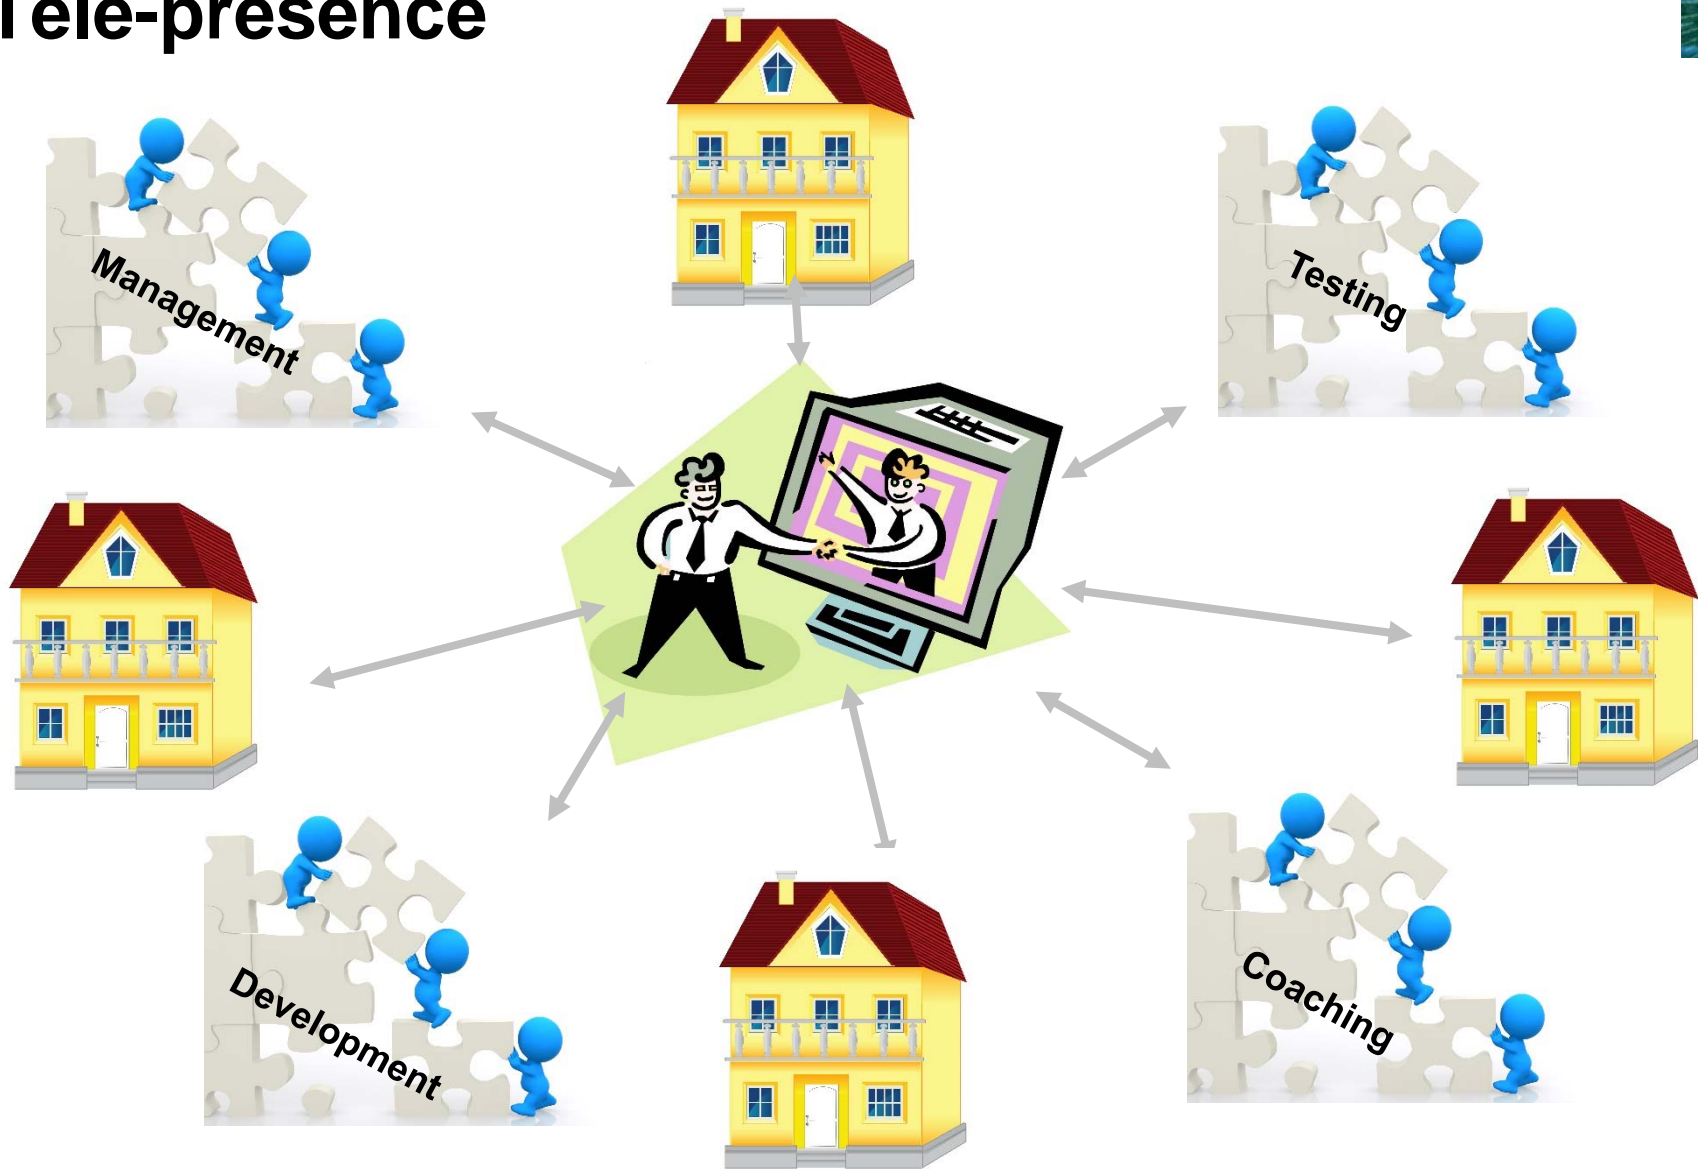 Tele-presence
Management
Testing
Development
Coaching